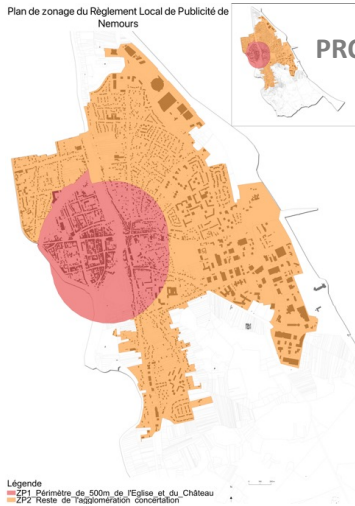 Plan de zonage du Règlement Local de Publicité de
Nemours
PRO
Légende
ZP1_Périmètre_de_500m_de_l'Eglise_et_du_Château
ZP2_Reste_de_l'agglomération_concertation